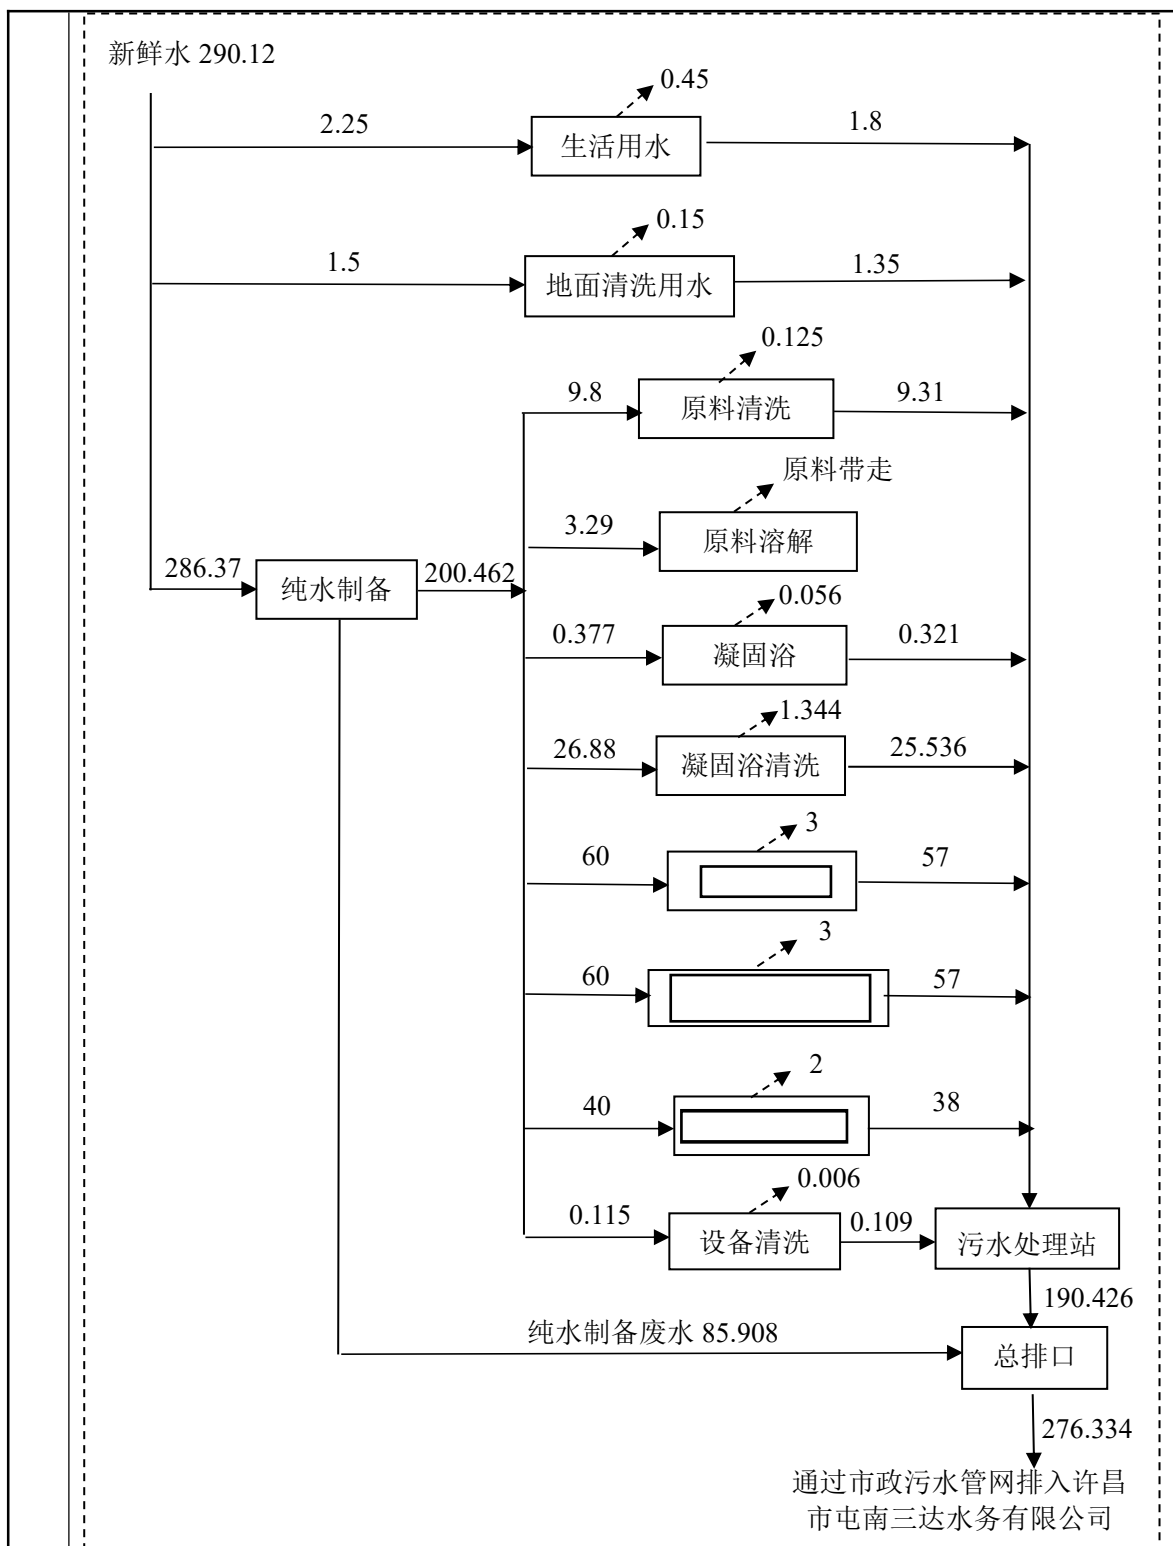 新鲜水 290.12
0.45
2.25
生活用水
1.8
0.15
1.5
地面清洗用水
1.35
0.125
9.8
原料清洗
9.31
原料带走
3.29
原料溶解
286.37
纯水制备
200.462
0.056
0.377
凝固浴
0.321
1.344
26.88
凝固浴清洗
25.536
3
60
57
3
60
57
2
40
38
0.006
0.115
设备清洗
0.109
污水处理站
190.426
纯水制备废水 85.908
总排口
276.334
通过市政污水管网排入许昌
市屯南三达水务有限公司